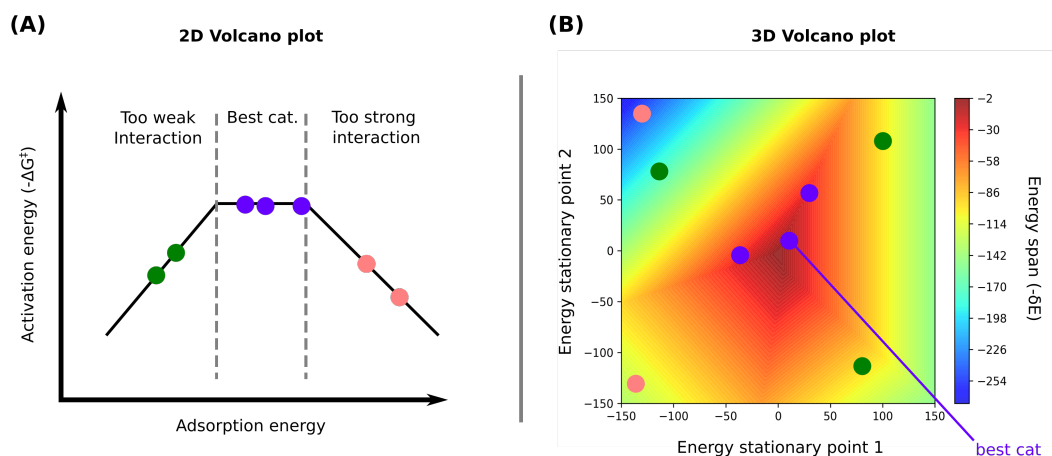 (A)
2D Volcano plot
Too weak
Interaction
Best cat.
Too strong
interaction
Activation energy (-ΔG‡)
Adsorption energy
(B)
3D Volcano plot
150
100
50
0
−50
−100
−150
−150
−100
−50
0
50
100
150
Energy stationary point 2
Energy stationary point 1
−2
−30
−58
−86
−114
−142
−170
−198
−226
−254
Energy span (-δE)
best cat